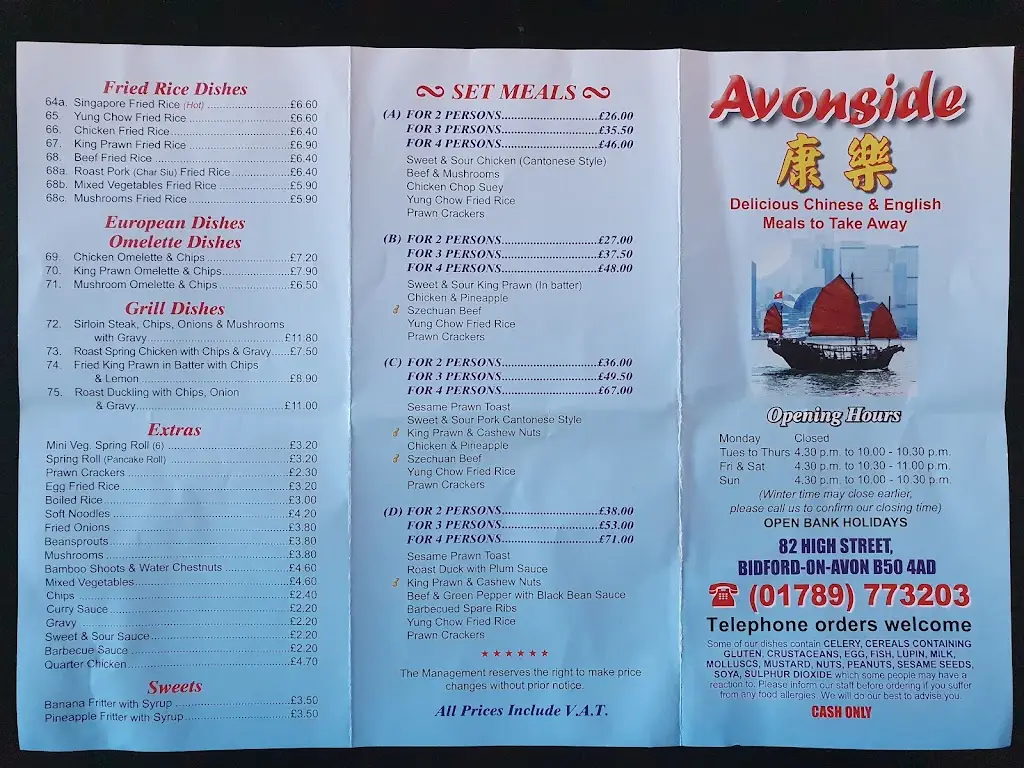 Fried Rice Dishes
64a. Singapore Fried Rice (Hot) ........................£6.60
65. Yung Chow Fried Rice ..............................£6.60
66. Chicken Fried Rice...................................£6.40
67. King Prawn Fried Rice ..............................£6.90
68. Beef Fried Rice ........................................£6.40
68a. Roast Pork (Char Siu) Fried Rice.................£6.40
68b. Mixed Vegetables Fried Rice ......................£5.90
68c. Mushrooms Fried Rice...............................£5.90
European Dishes
Omelette Dishes
69. Chicken Omelette & Chips .........................£7.20
70. King Prawn Omelette & Chips.....................£7.90
71. Mushroom Omelette & Chips......................£6.50
Grill Dishes
72. Sirloin Steak, Chips, Onions & Mushrooms
with Gravy..........................................£11.80
73. Roast Spring Chicken with Chips & Gravy.....£7.50
74. Fried King Prawn in Batter with Chips
& Lemon..............................................£8.90
75. Roast Duckling with Chips, Onion
& Gravy..............................................£11.00
Extras
Mini Veg. Spring Roll (6) ....................................£3.20
Spring Roll (Pancake Roll) ...................................£3.20
Prawn Crackers ................................................£2.30
Egg Fried Rice..................................................£3.20
Boiled Rice.......................................................£3.00
Soft Noodles ....................................................£4.20
Fried Onions ....................................................£3.80
Beansprouts.....................................................£3.80
Mushrooms ......................................................£3.80
Bamboo Shoots & Water Chestnuts ...................£4.60
Mixed Vegetables..............................................£4.60
Chips ..............................................................£2.40
Curry Sauce .....................................................£2.20
Gravy ..............................................................£2.20
Sweet & Sour Sauce..........................................£2.20
Barbecue Sauce ................................................£2.20
Quarter Chicken................................................£4.70
Sweets
Banana Fritter with Syrup ..................................£3.50
Pineapple Fritter with Syrup...............................£3.50
SET MEALS
(A) FOR 2 PERSONS...........................£26.00
FOR 3 PERSONS...........................£35.50
FOR 4 PERSONS...........................£46.00
Sweet & Sour Chicken (Cantonese Style)
Beef & Mushrooms
Chicken Chop Suey
Yung Chow Fried Rice
Prawn Crackers
(B) FOR 2 PERSONS...........................£27.00
FOR 3 PERSONS...........................£37.50
FOR 4 PERSONS...........................£48.00
Sweet & Sour King Prawn (In batter)
Chicken & Pineapple
Szechuan Beef
Yung Chow Fried Rice
Prawn Crackers
(C) FOR 2 PERSONS...........................£36.00
FOR 3 PERSONS...........................£49.50
FOR 4 PERSONS...........................£67.00
Sesame Prawn Toast
Sweet & Sour Pork Cantonese Style
King Prawn & Cashew Nuts
Chicken & Pineapple
Szechuan Beef
Yung Chow Fried Rice
Prawn Crackers
(D) FOR 2 PERSONS...........................£38.00
FOR 3 PERSONS...........................£53.00
FOR 4 PERSONS...........................£71.00
Sesame Prawn Toast
Roast Duck with Plum Sauce
King Prawn & Cashew Nuts
Beef & Green Pepper with Black Bean Sauce
Barbecued Spare Ribs
Yung Chow Fried Rice
Prawn Crackers
★★★★★★
The Management reserves the right to make price
changes without prior notice.
All Prices Include V.A.T.
Avonside
康樂
Delicious Chinese & English
Meals to Take Away
Opening Hours
Monday Closed
Tues to Thurs 4.30 p.m. to 10.00 - 10.30 p.m.
Fri & Sat 4.30 p.m. to 10.30 - 11.00 p.m.
Sun 4.30 p.m. to 10.00 - 10.30 p.m.
(Winter time may close earlier,
please call us to confirm our closing time)
OPEN BANK HOLIDAYS
82 HIGH STREET,
BIDFORD-ON-AVON B50 4AD
☎ (01789) 773203
Telephone orders welcome
Some of our dishes contain CELERY, CEREALS CONTAINING
GLUTEN, CRUSTACEANS, EGG, FISH, LUPIN, MILK,
MOLLUSCS, MUSTARD, NUTS, PEANUTS, SESAME SEEDS,
SOYA, SULPHUR DIOXIDE which some people may have a
reaction to. Please inform our staff before ordering if you suffer
from any food allergies. We will do our best to advise you.
CASH ONLY